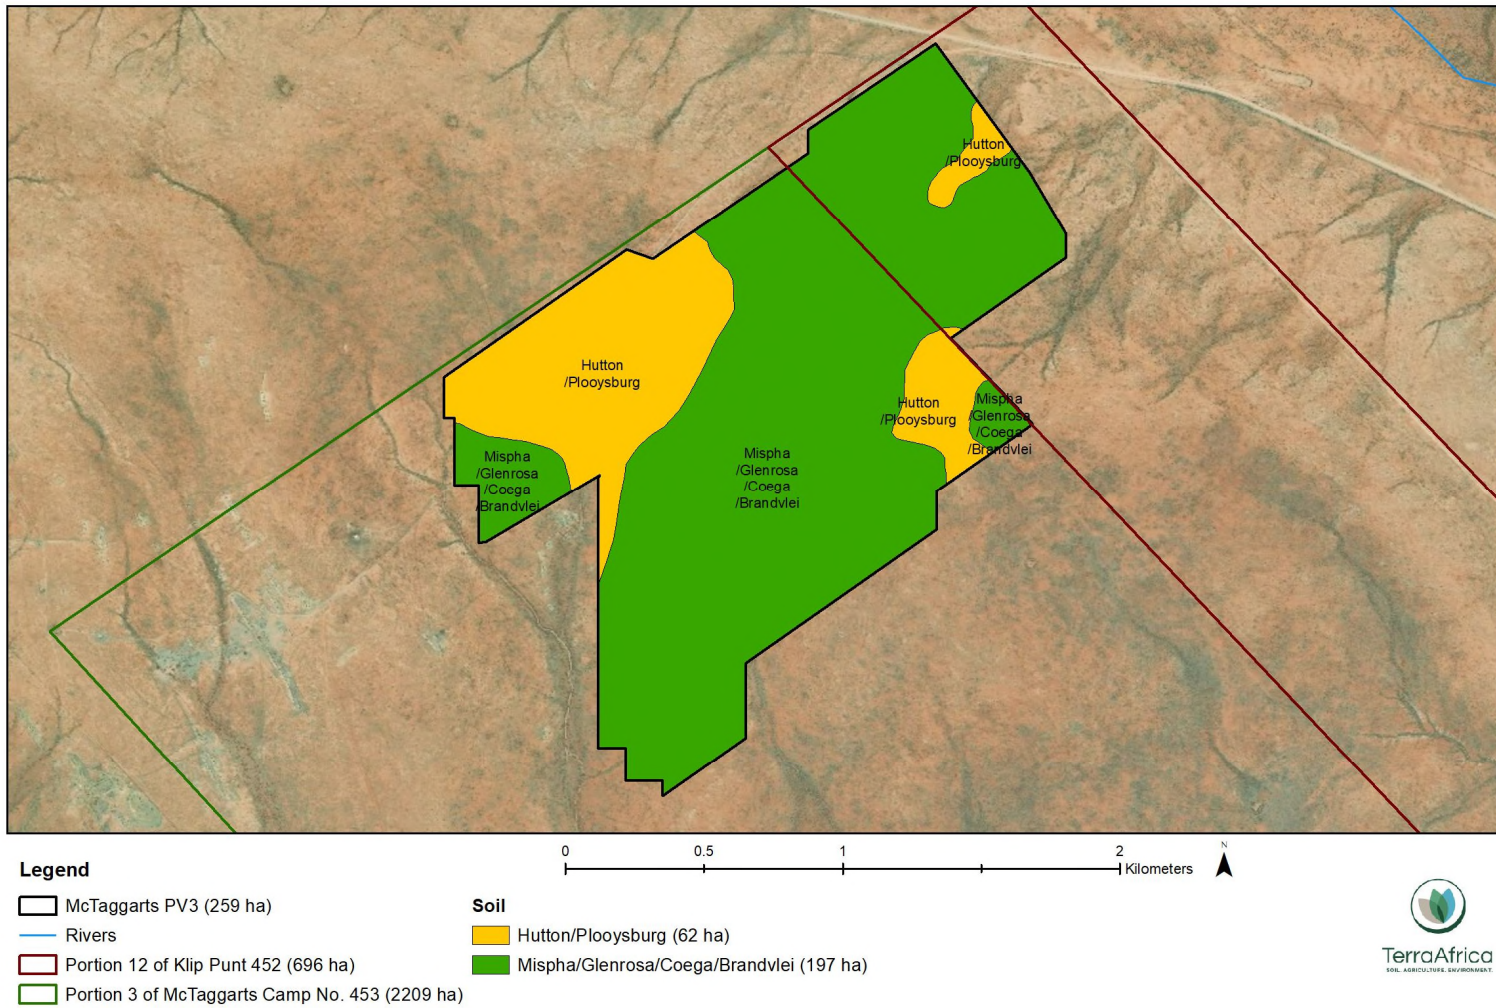 Hutton
/Plooysburg
Hutton
/Plooysburg
Hutton
/Plooysburg
Mispha
/Glenrosa
/Coega
/Brandvlei
Mispha
/Glenrosa
/Coega
/Brandvlei
Mispha
/Glenrosa
/Coega
/Brandvlei
0 0.5 1 2
Kilometers
N
Legend
McTaggarts PV3 (259 ha)
Rivers
Portion 12 of Klip Punt 452 (696 ha)
Portion 3 of McTaggarts Camp No. 453 (2209 ha)
Soil
Hutton/Plooysburg (62 ha)
Mispha/Glenrosa/Coega/Brandvlei (197 ha)
TerraAfrica
SOIL. AGRICULTURE. ENVIRONMENT.